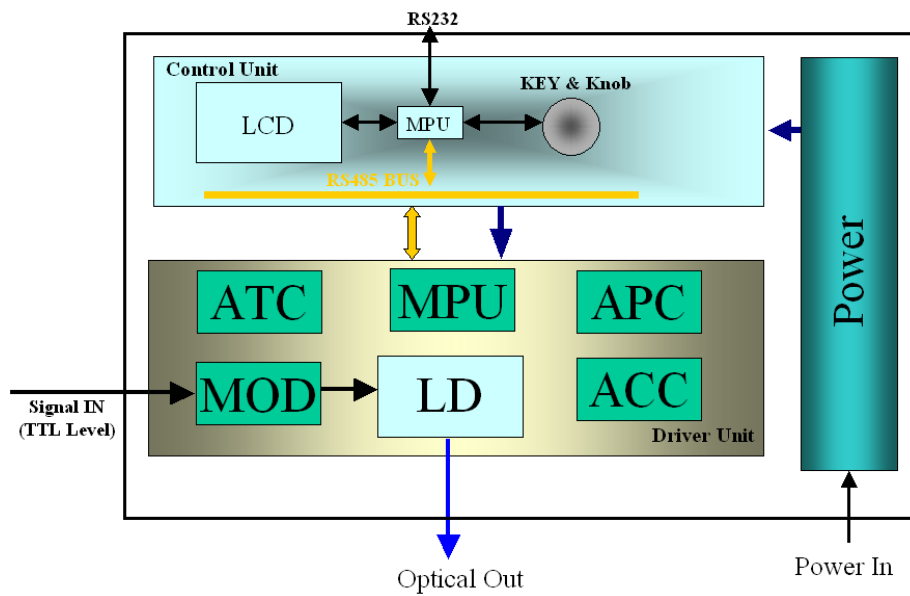 RS232
Control Unit
KEY & Knob
LCD
MPU
RS485 BUS
Power
ATC
MPU
APC
MOD
LD
ACC
Signal IN
(TTL Level)
Driver Unit
Optical Out
Power In